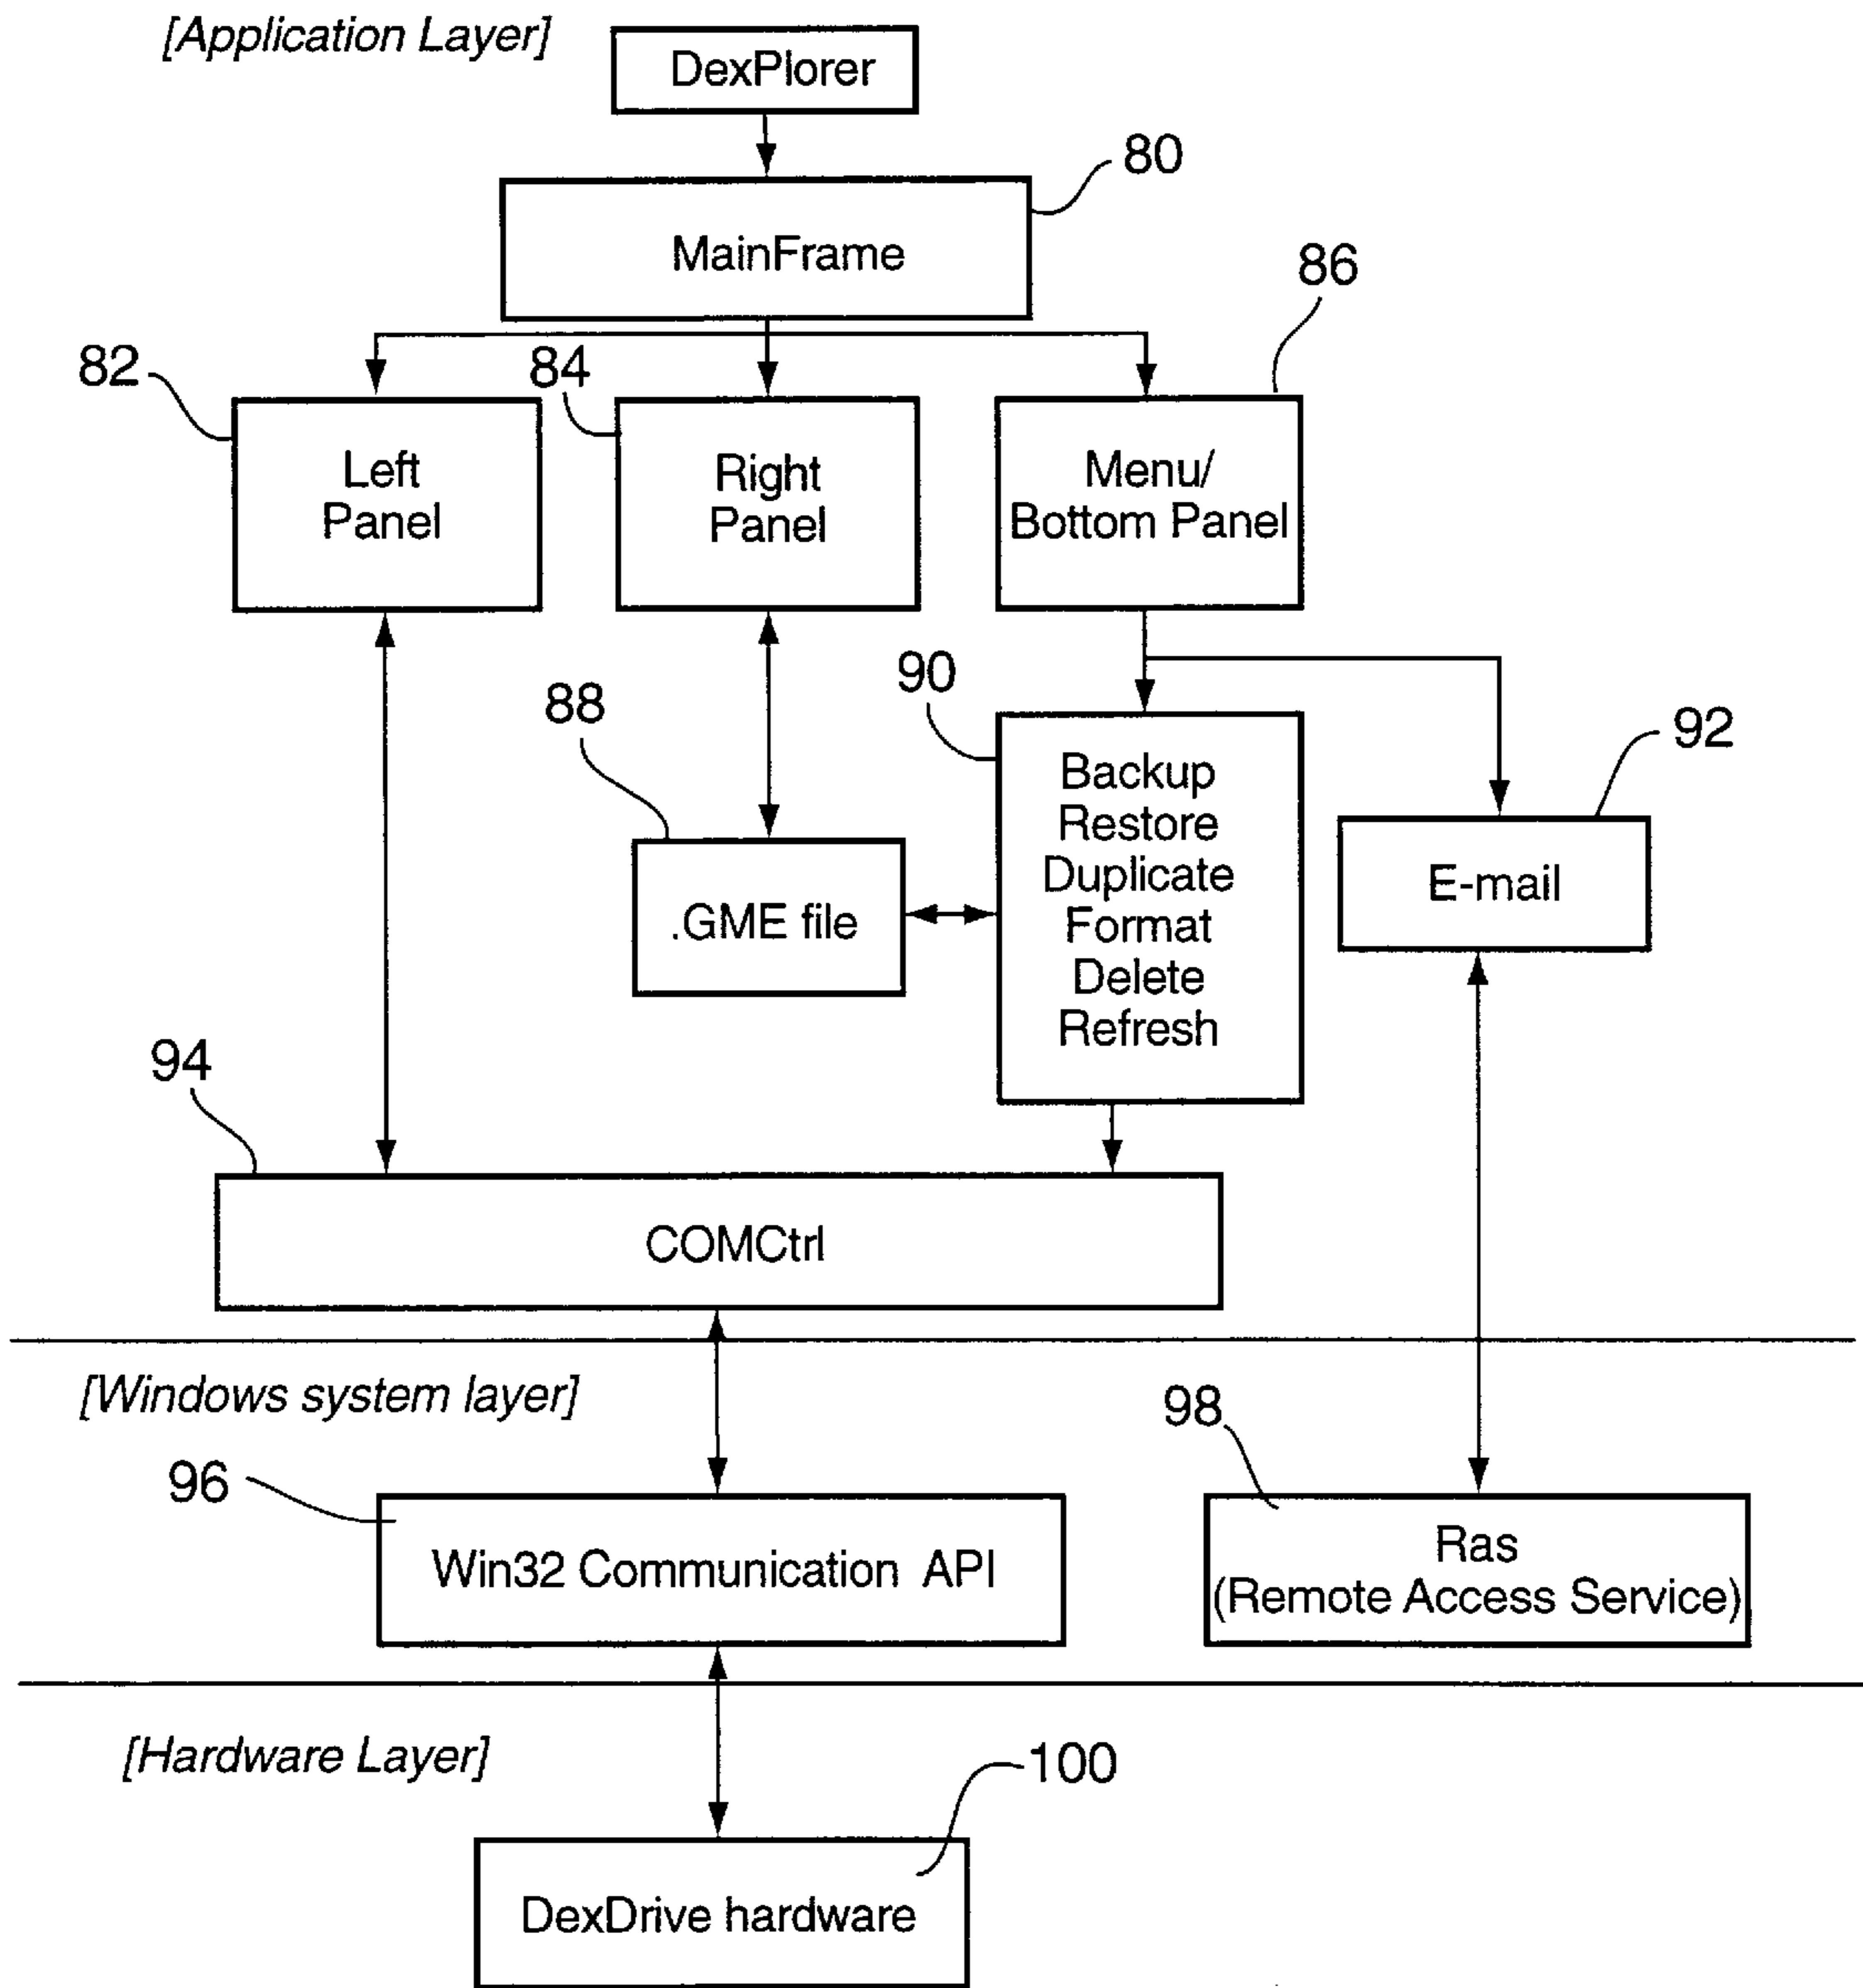 [Application Layer]
DexPlorer
80
MainFrame
86
82
84
Left
Panel
Right
Panel
Menu/
Bottom Panel
90
88
92
Backup
Restore
Duplicate
Format
Delete
Refresh
.GME file
E-mail
94
COMCtrl
[Windows system layer]
98
96
Win32 Communication API
Ras
(Remote Access Service)
[Hardware Layer]
100
DexDrive hardware